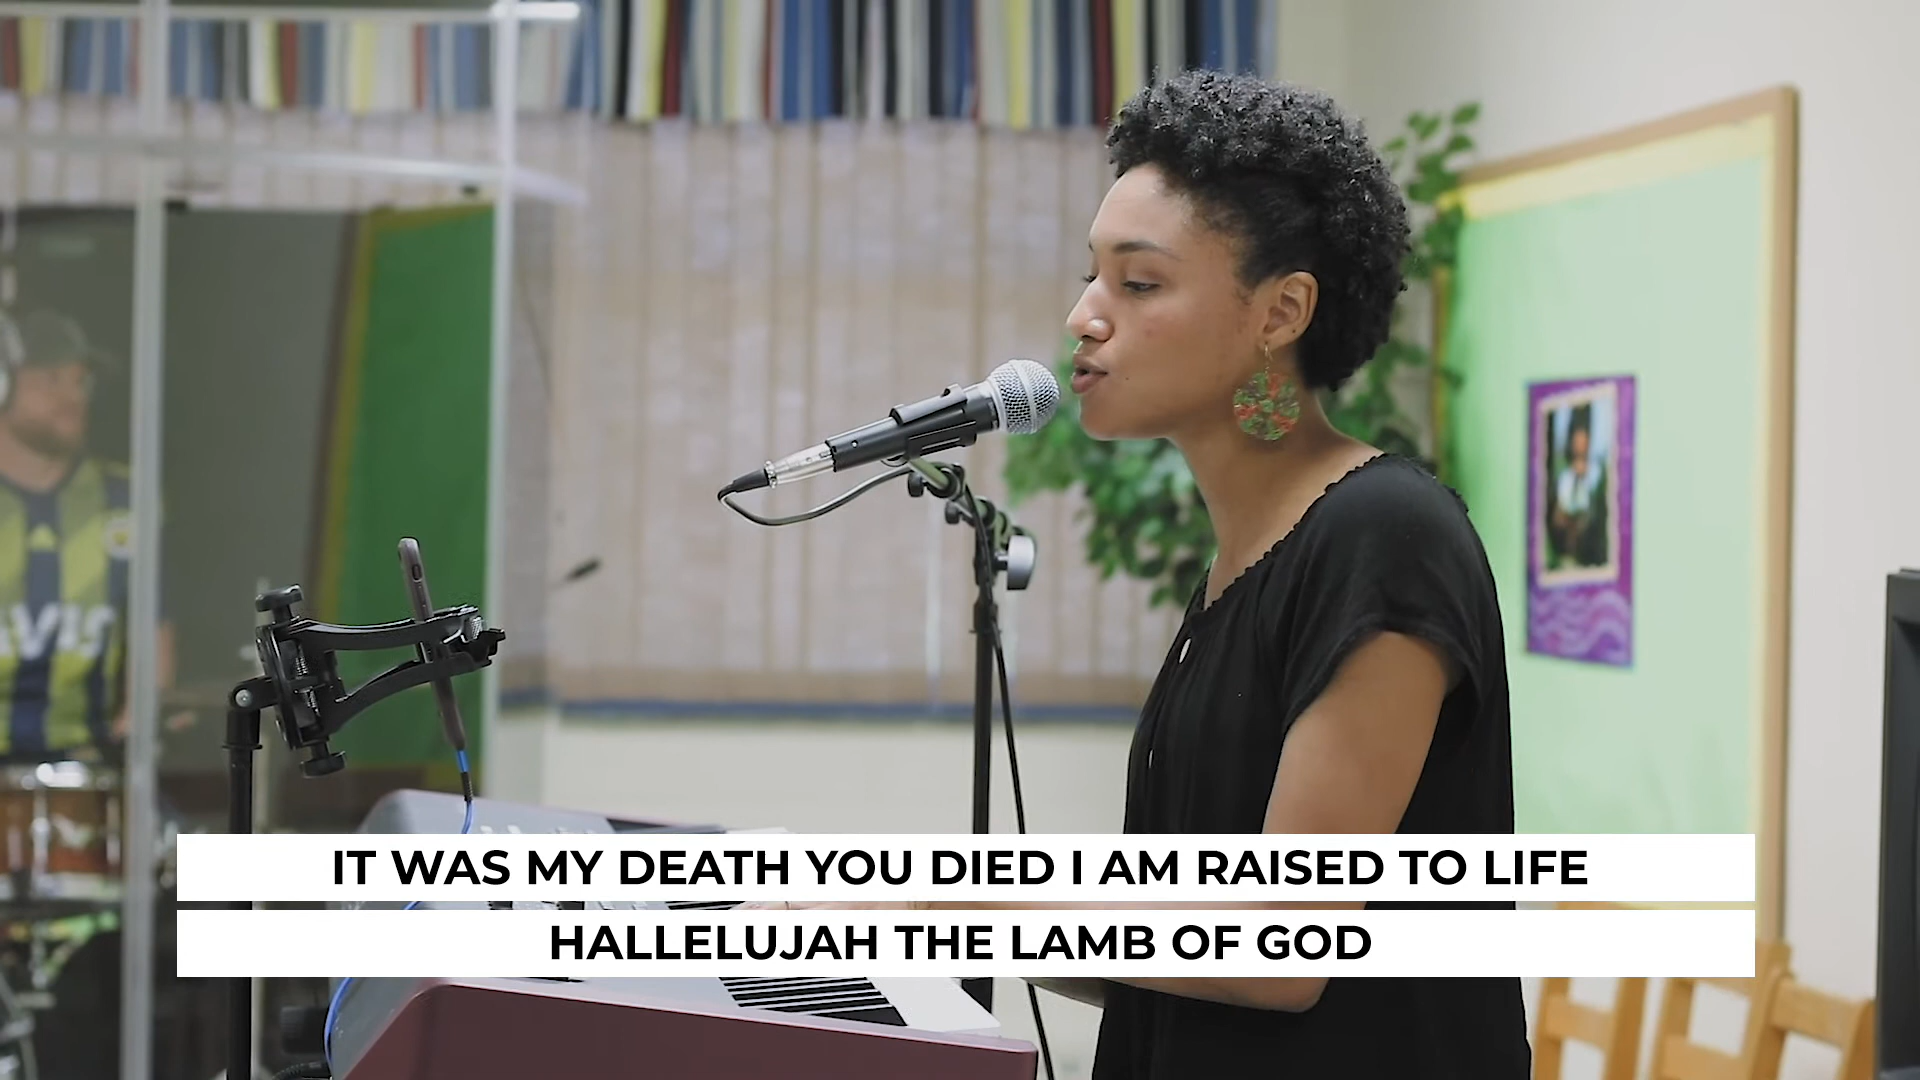 IT WAS MY DEATH YOU DIED I AM RAISED TO LIFE
HALLELUJAH THE LAMB OF GOD